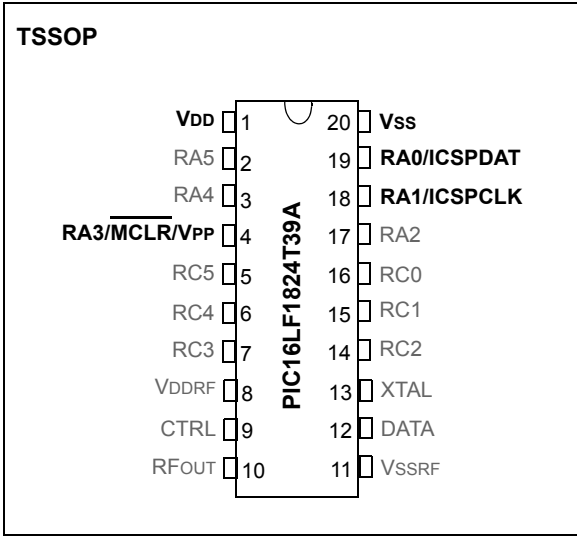 TSSOP
VDD 1 20 VSS
RA5 2 19 RA0/ICSPDAT
RA4 3 18 RA1/ICSPCLK
RA3/MCLR/VPP 4 17 RA2
RC5 5 16 RC0
RC4 6 15 RC1
RC3 7 14 RC2
VDDRF 8 13 XTAL
CTRL 9 12 DATA
RFOUT 10 11 VSSRF
PIC16LF1824T39A